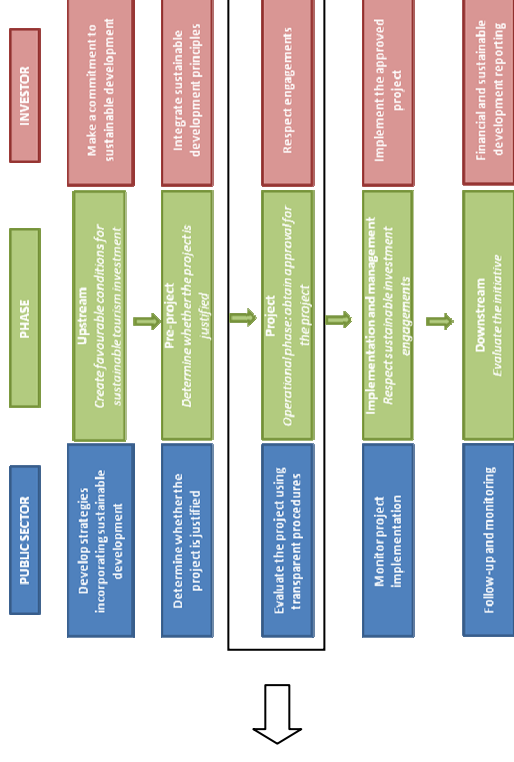 PUBLIC SECTOR
PHASE
INVESTOR
Develop strategies
incorporating sustainable
development
Upstream
Create favourable conditions for
sustainable tourism investment
Make a commitment to
sustainable development
Determine whether the
project is justified
Pre-project
Determine whether the project is
justified
Integrate sustainable
development principles
Evaluate the project using
transparent procedures
Project
Operational phase: obtain approval for
the project
Respect engagements
Monitor project
implementation
Implementation and management
Respect sustainable investment
engagements
Implement the approved
project
Follow-up and monitoring
Downstream
Evaluate the initiative
Financial and sustainable
development reporting